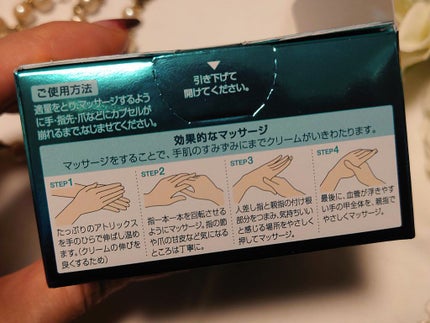 ご使用方法
適量をとり、マッサージするよう
に手・指先・爪などにカプセルが
崩れるまで、なじませてください。
引き下げて
開けてください。
効果的なマッサージ
マッサージをすることで、手肌のすみずみにまでクリームがいきわたります。
STEP1
たっぷりのアトリックス
を手のひらで伸ばし温め
ます。(クリームの伸びを
良くするため)
STEP2
指一本一本を回転させる
ようにマッサージ。指の間
や爪の甘皮など気になる
ところは丁寧に。
STEP3
人差し指と親指の付け根
部分をつまみ、気持ちいい
と感じる場所をやさしく
押してマッサージ。
STEP4
最後に、血管が浮きやす
い手の甲全体を、親指で
やさしくマッサージ。